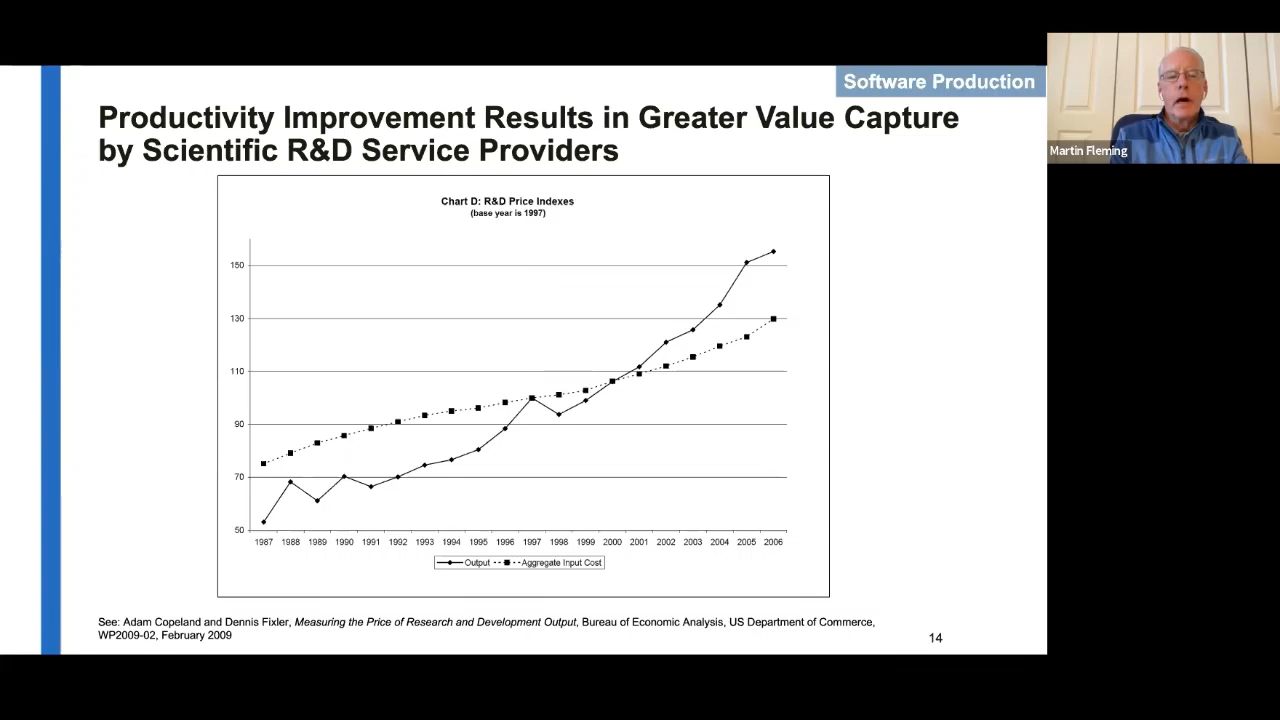 Software Production
Productivity Improvement Results in Greater Value Capture
by Scientific R&D Service Providers
Martin Fleming
Chart D: R&D Price Indexes
(base year is 1997)
150
130
110
90
70
50
1987 1988 1989 1990 1991 1992 1993 1994 1995 1996 1997 1998 1999 2000 2001 2002 2003 2004 2005 2006
Output Aggregate Input Cost
See: Adam Copeland and Dennis Fixler, Measuring the Price of Research and Development Output, Bureau of Economic Analysis, US Department of Commerce,
WP2009-02, February 2009
14